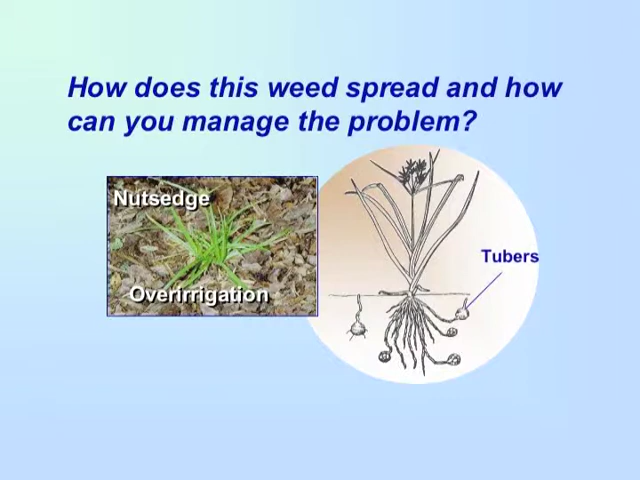 How does this weed spread and how
can you manage the problem?
Nutsedge
Tubers
Overirrigation